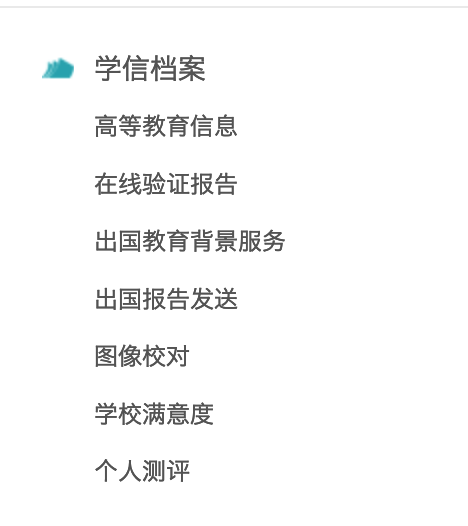 学信档案
高等教育信息
在线验证报告
出国教育背景服务
出国报告发送
图像校对
学校满意度
个人测评